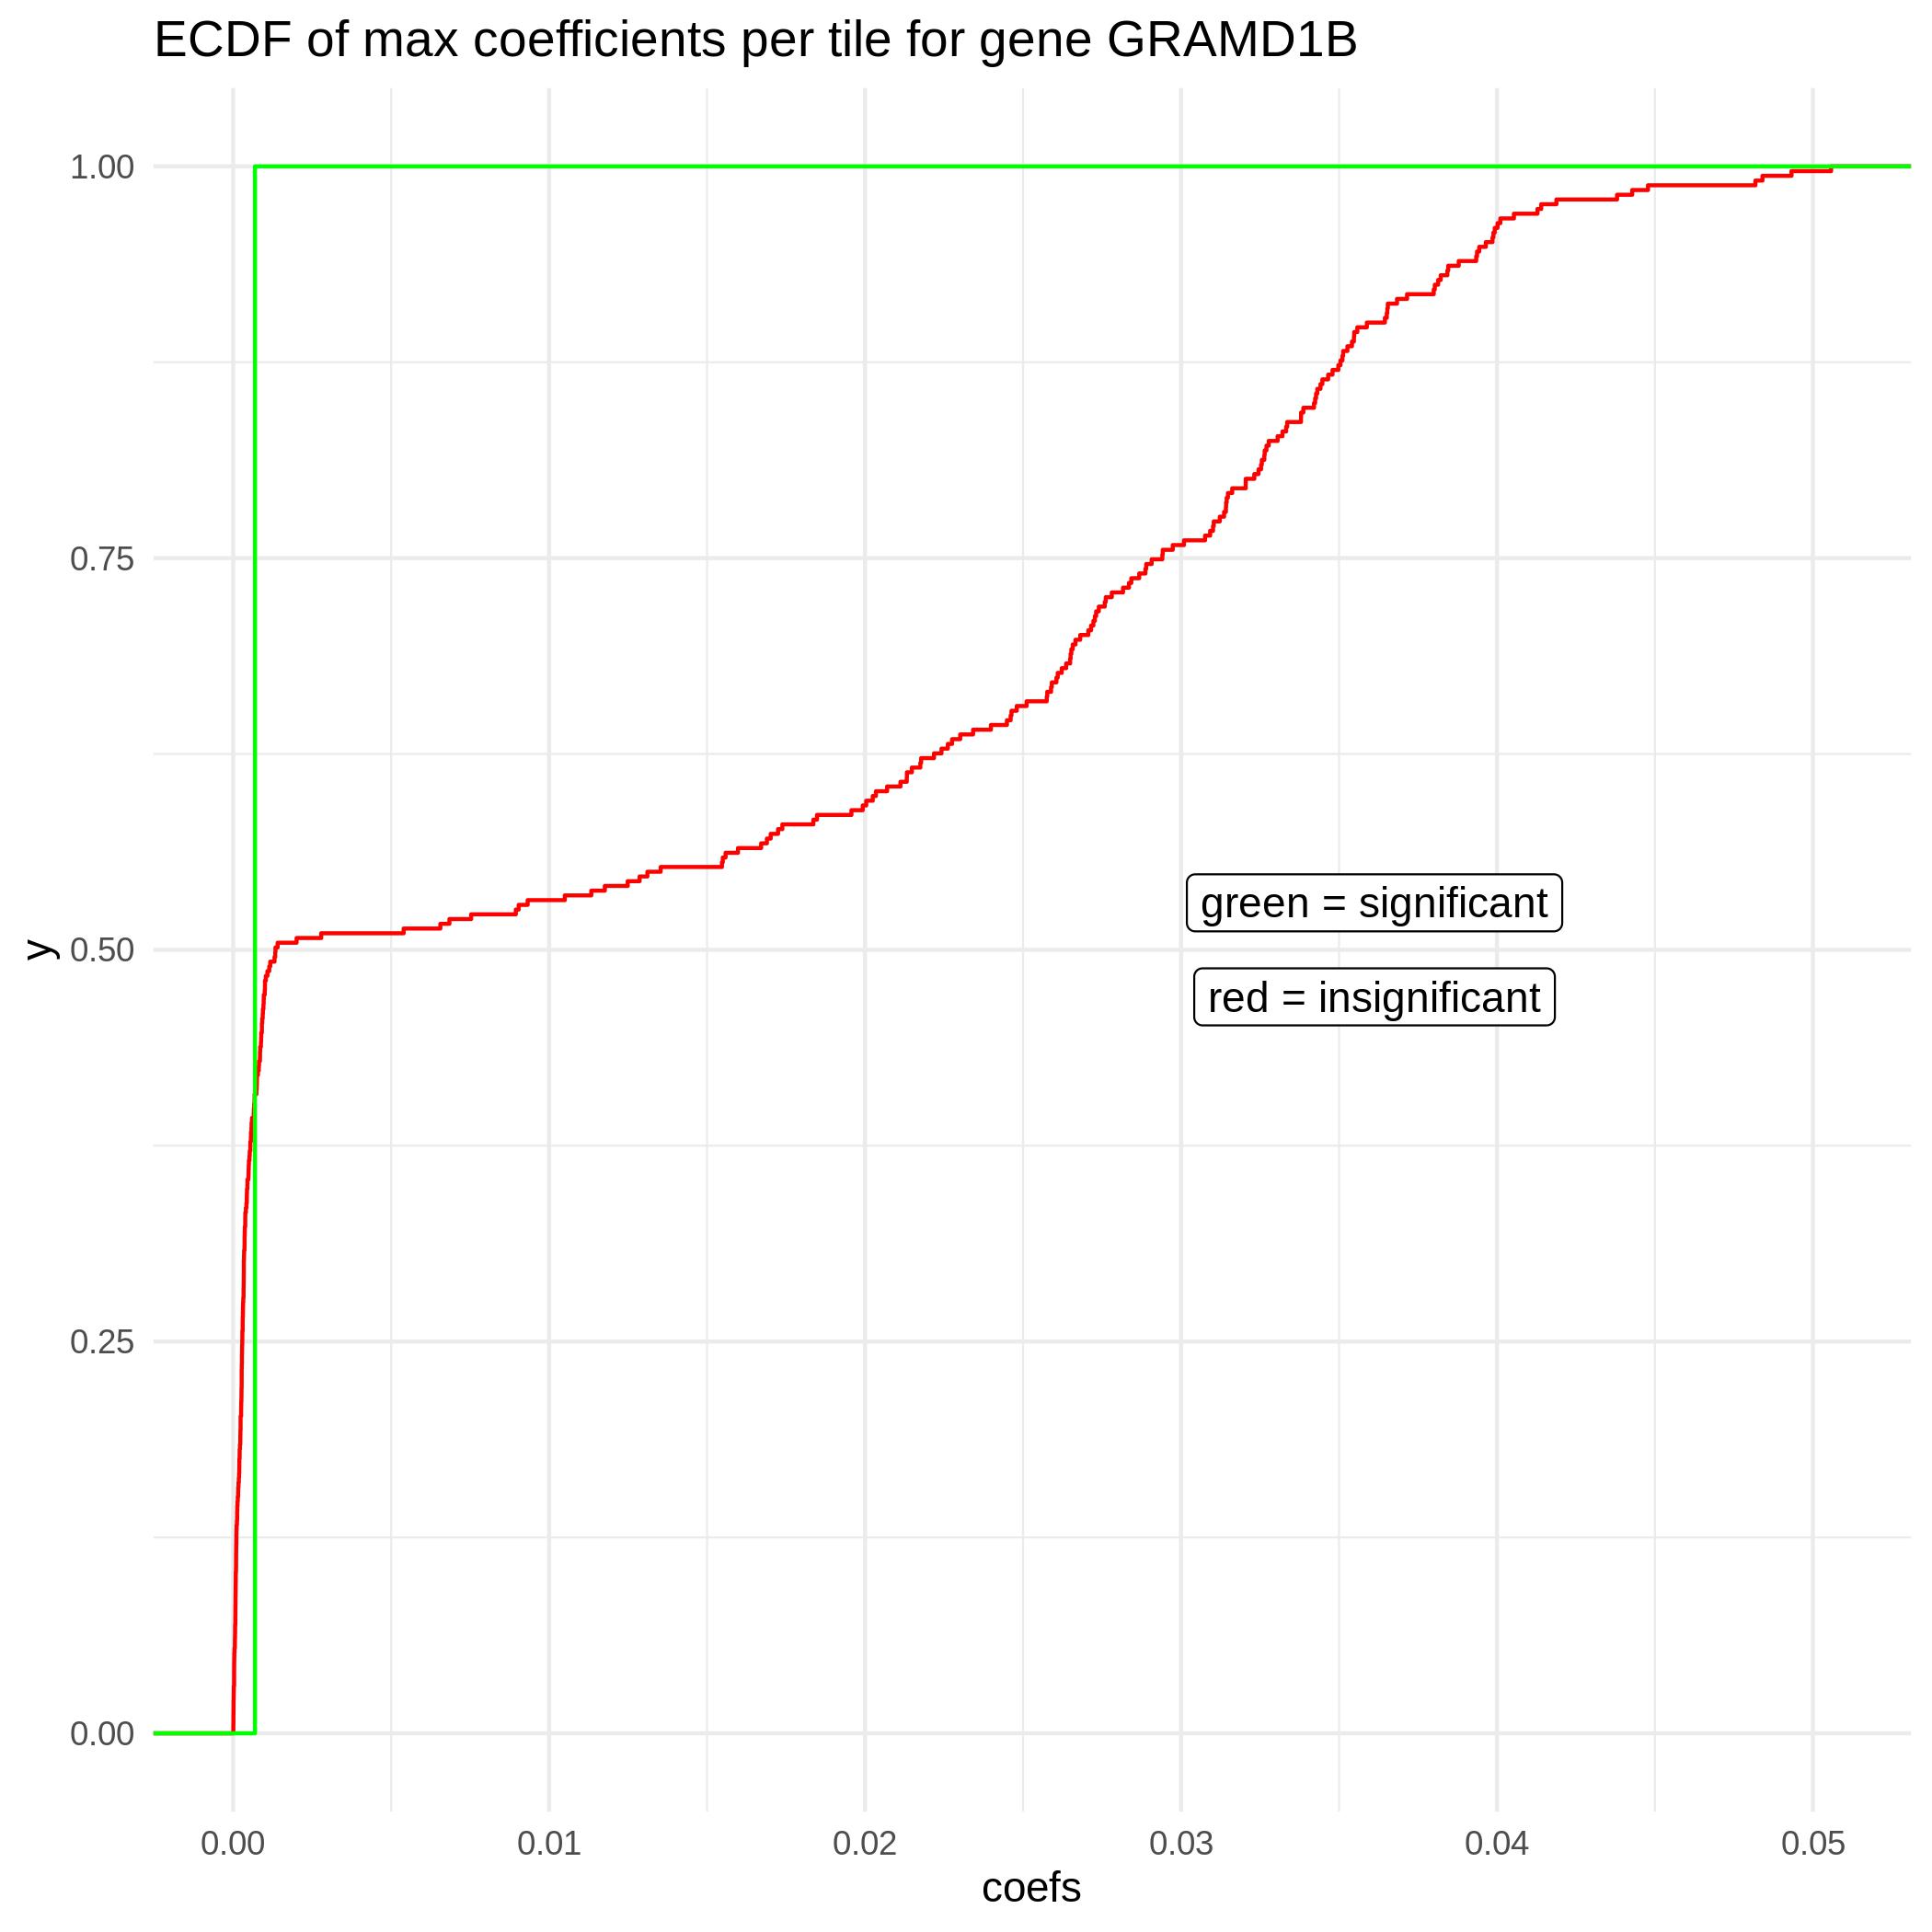 ECDF of max coefficients per tile for gene GRAMD1B
1.00
0.75
0.50
0.25
0.00
y
green = significant
red = insignificant
0.00 0.01 0.02 0.03 0.04 0.05
coefs